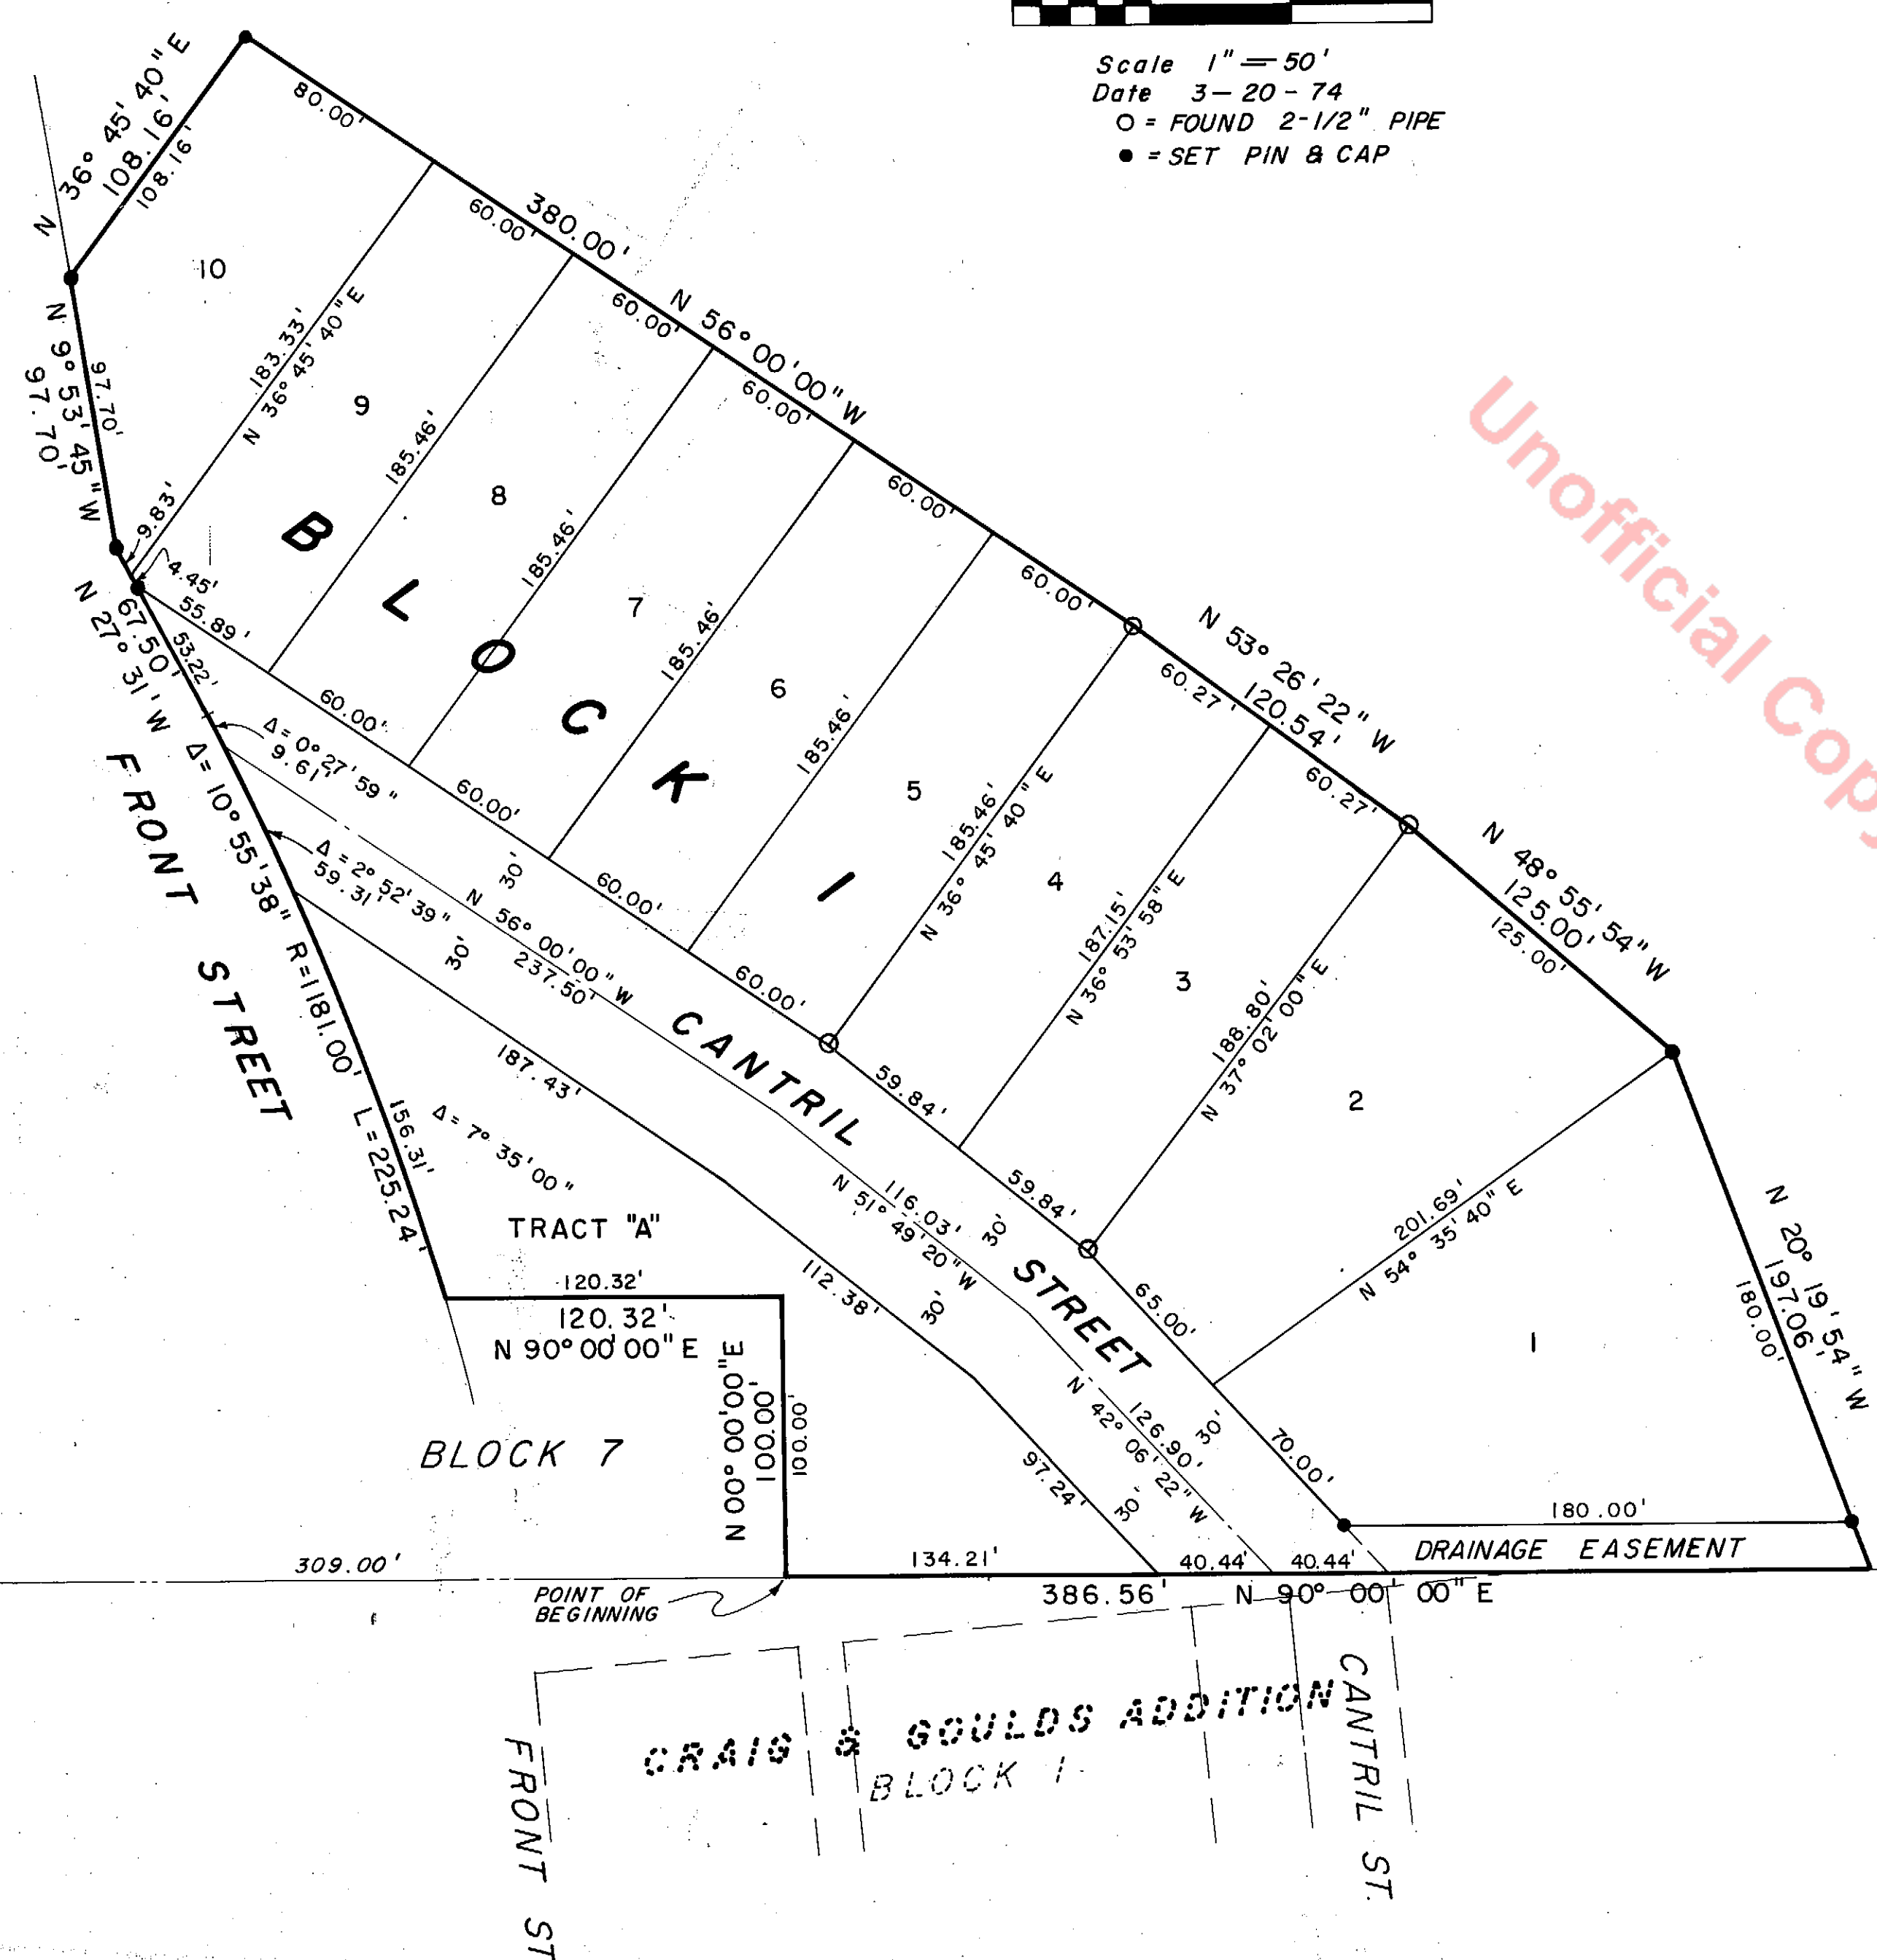 Scale 1" = 50'
Date 3-20-74
O = FOUND 2-1/2" PIPE
● = SET PIN & CAP
N 36° 45' 40" E
108.16'
108.16'
80.00'
60.00'
380.00'
60.00'
N 56° 00' 00" W
60.00'
60.00'
60.00'
N 53° 26' 22" W
120.54'
60.27'
60.27'
N 48° 55' 54" W
125.00'
125.00'
N 20° 19' 54" W
197.06'
180.00'
N 9° 53' 45" W
97.70'
97.70'
9.83'
4.45'
55.89'
N 27° 31' W
67.50'
53.22'
10
183.33'
N 36° 45' 40" E
9
185.46'
8
185.46'
7
185.46'
6
185.46'
5
185.46'
N 36° 45' 40" E
4
187.15'
N 36° 53' 58" E
3
188.80'
N 37° 02' 00" E
2
201.69'
N 54° 35' 40" E
1
BLOCK 1
60.00'
60.00'
60.00'
60.00'
59.84'
59.84'
65.00'
70.00'
Δ = 0° 27' 59"
9.61'
Δ = 2° 52' 39"
59.31'
Δ = 10° 55' 38" R=1181.00' L=225.24'
156.31'
Δ = 7° 35' 00"
FRONT STREET
30'
30'
N 56° 00' 00" W
237.50'
CANTRIL STREET
187.43'
N 51° 49' 20" W
116.03'
30'
30'
112.38'
N 42° 06' 22" W
126.90'
30'
30'
97.24'
TRACT "A"
120.32'
120.32'
N 90° 00' 00" E
N 00° 00' 00" E
100.00'
100.00'
BLOCK 7
180.00'
DRAINAGE EASEMENT
309.00'
134.21'
40.44'
40.44'
386.56' N 90° 00' 00" E
POINT OF
BEGINNING
CRAIG & GOULDS ADDITION
BLOCK 1
FRONT ST
CANTRIL ST.
Unofficial Copy